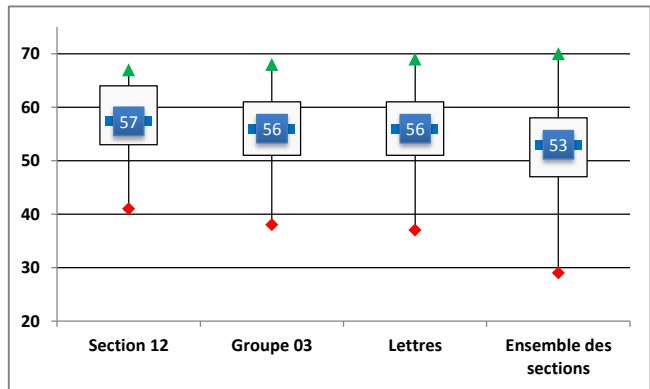 70
60
50
40
30
20
57
56
56
53
Section 12
Groupe 03
Lettres
Ensemble des
sections